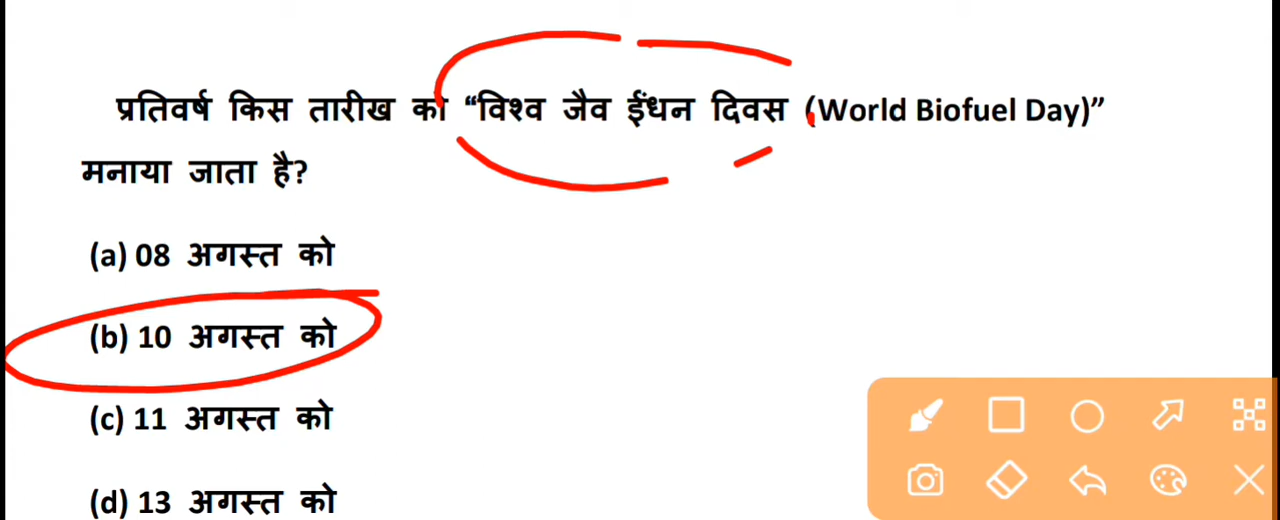 प्रतिवर्ष किस तारीख को “विश्व जैव ईंधन दिवस (World Biofuel Day)”
मनाया जाता है?
(a) 08 अगस्त को
(b) 10 अगस्त को
(c) 11 अगस्त को
(d) 13 अगस्त को